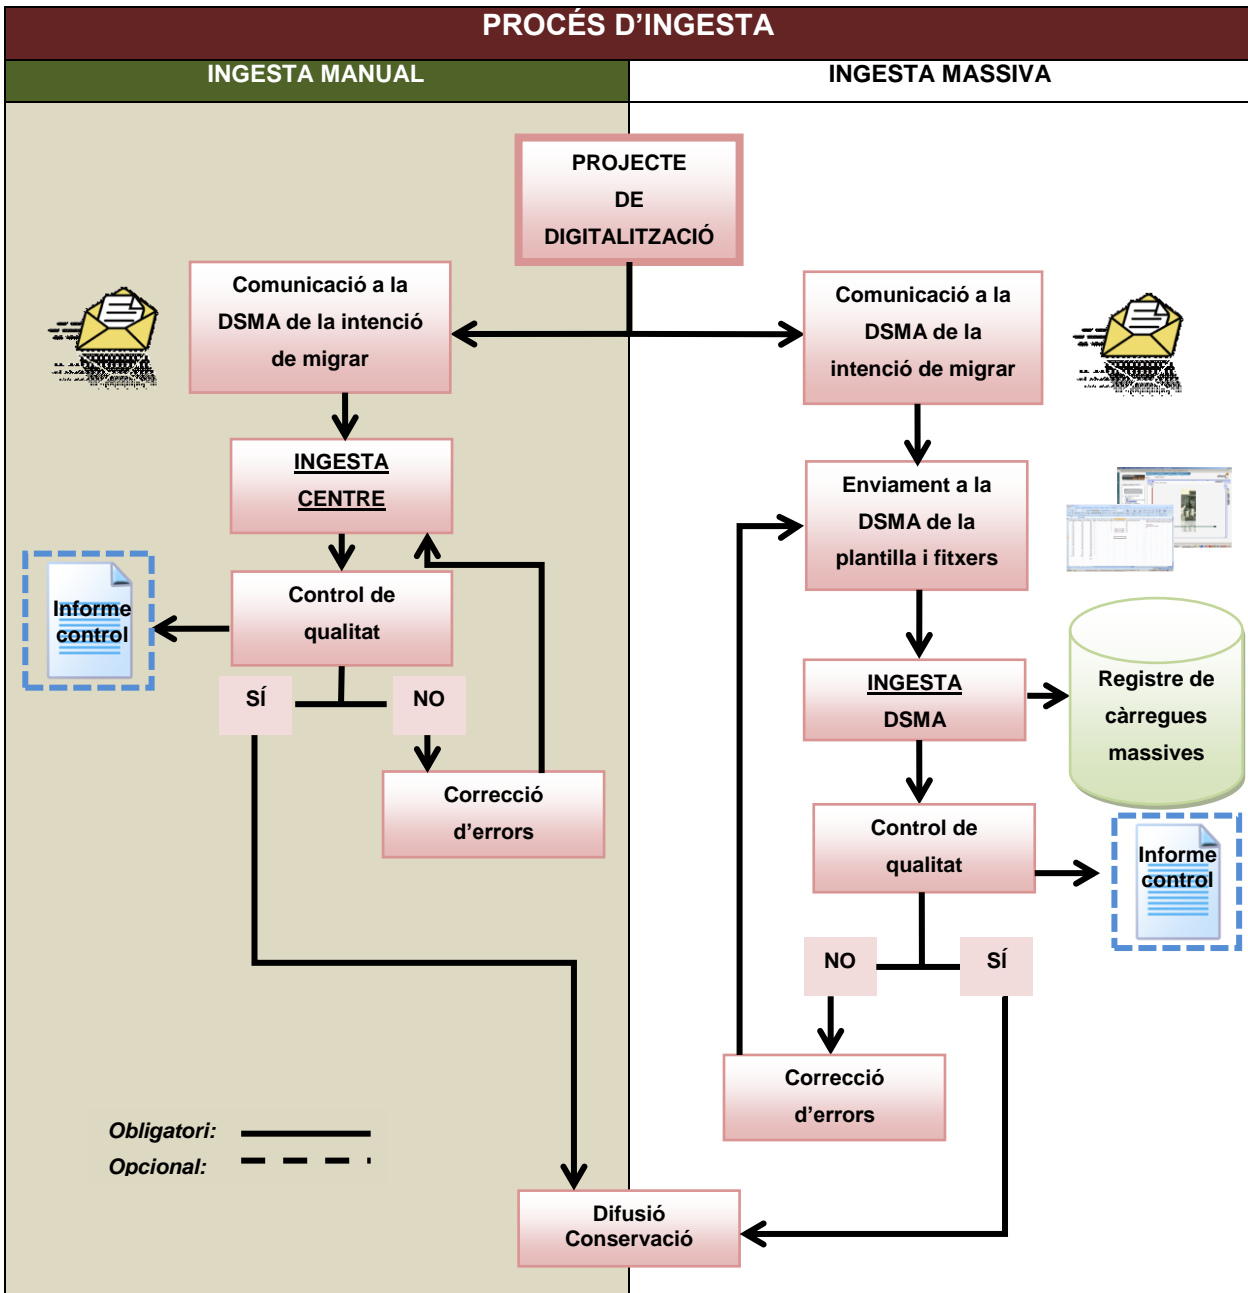 PROCÉS D’INGESTA
INGESTA MANUAL
INGESTA MASSIVA
PROJECTE
DE
DIGITALITZACIÓ
Comunicació a la
DSMA de la intenció
de migrar
INGESTA
CENTRE
Control de
qualitat
Informe
control
SÍ
NO
Correcció
d’errors
Comunicació a la
DSMA de la
intenció de migrar
Enviament a la
DSMA de la
plantilla i fitxers
INGESTA
DSMA
Registre de
càrregues
massives
Control de
qualitat
Informe
control
NO
SÍ
Correcció
d’errors
Obligatori:
Opcional:
Difusió
Conservació